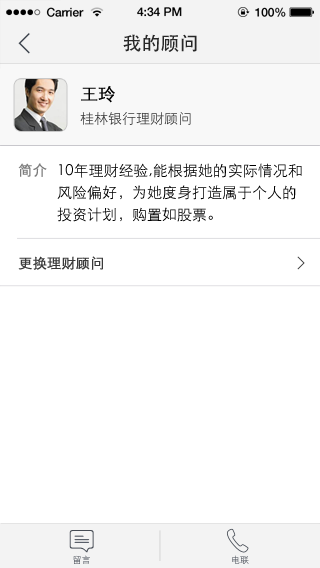 Carrier 4:34 PM 100%
我的顾问
王玲
桂林银行理财顾问
简介 10年理财经验,能根据她的实际情况和
风险偏好，为她度身打造属于个人的
投资计划，购置如股票。
更换理财顾问
留言 电联